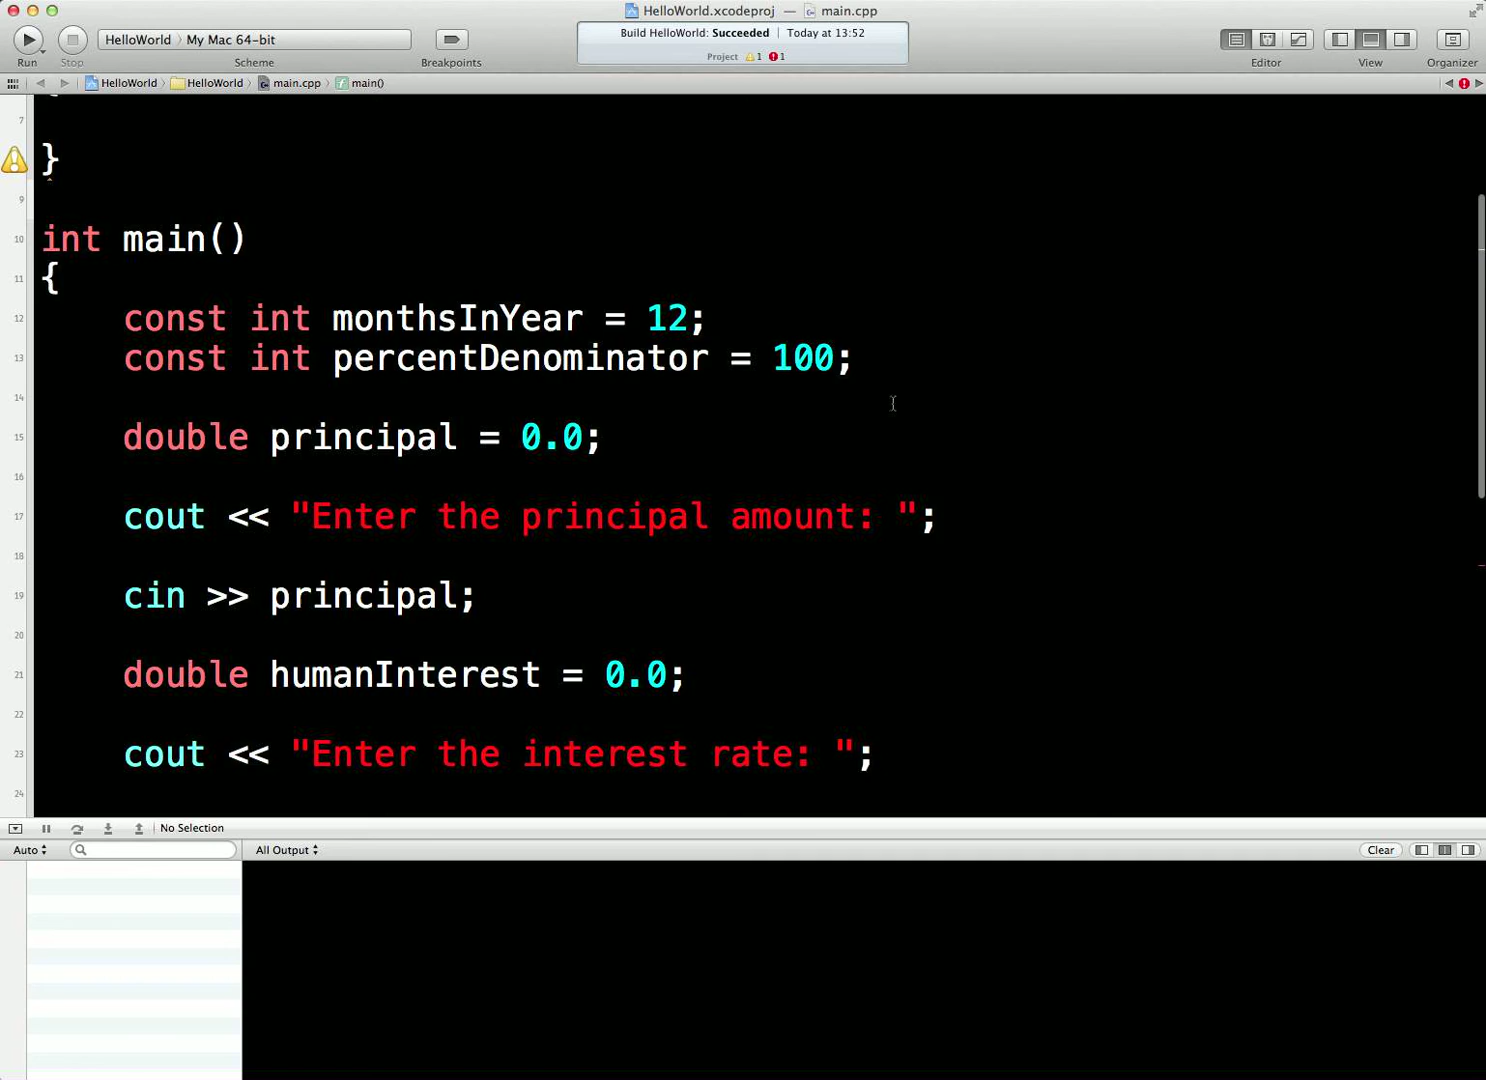 HelloWorld.xcodeproj — main.cpp
Run
Stop
HelloWorld › My Mac 64-bit
Scheme
Breakpoints
Build HelloWorld: Succeeded | Today at 13:52
Project 1 1
Editor
View
Organizer
HelloWorld › HelloWorld › main.cpp › main()
7
}
9
10 int main()
11 {
12 const int monthsInYear = 12;
13 const int percentDenominator = 100;
14
15 double principal = 0.0;
16
17 cout << "Enter the principal amount: ";
18
19 cin >> principal;
20
21 double humanInterest = 0.0;
22
23 cout << "Enter the interest rate: ";
24
No Selection
Auto
All Output
Clear